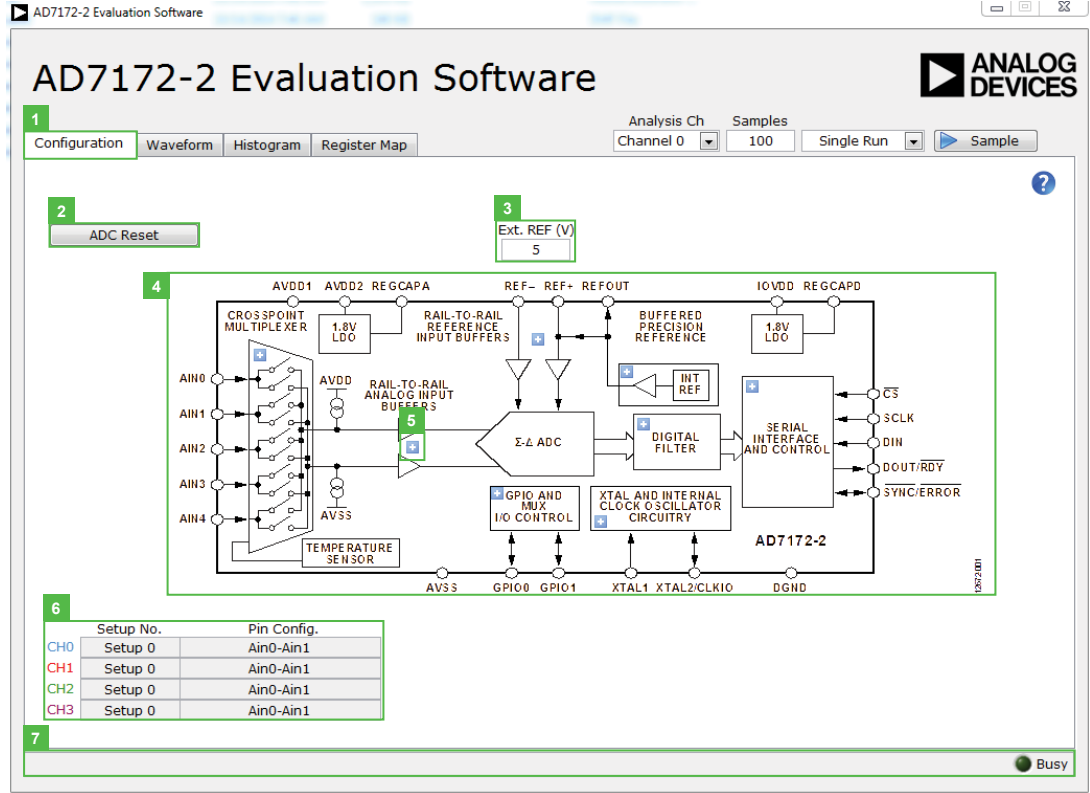 AD7172-2 Evaluation Software
AD7172-2 Evaluation Software
ANALOG
DEVICES
1
Analysis Ch Samples
Configuration Waveform Histogram Register Map
Channel 0 100 Single Run Sample
?
2
ADC Reset
3
Ext. REF (V)
5
4
AVDD1 AVDD2 REGCAPA REF– REF+ REFOUT IOVDD REGCAPD
CROSSPOINT
MULTIPLEXER
1.8V
LDO
RAIL-TO-RAIL
REFERENCE
INPUT BUFFERS
BUFFERED
PRECISION
REFERENCE
1.8V
LDO
INT
REF
AIN0
AIN1
AIN2
AIN3
AIN4
AVDD
RAIL-TO-RAIL
ANALOG INPUT
BUFFERS
5
Σ-Δ ADC
DIGITAL
FILTER
SERIAL
INTERFACE
AND CONTROL
CS
SCLK
DIN
DOUT/RDY
SYNC/ERROR
AVSS
GPIO AND
MUX
I/O CONTROL
XTAL AND INTERNAL
CLOCK OSCILLATOR
CIRCUITRY
TEMPERATURE
SENSOR
AD7172-2
AVSS GPIO0 GPIO1 XTAL1 XTAL2/CLKIO DGND
12672-001
6
Setup No. Pin Config.
CH0 Setup 0 Ain0-Ain1
CH1 Setup 0 Ain0-Ain1
CH2 Setup 0 Ain0-Ain1
CH3 Setup 0 Ain0-Ain1
7
Busy